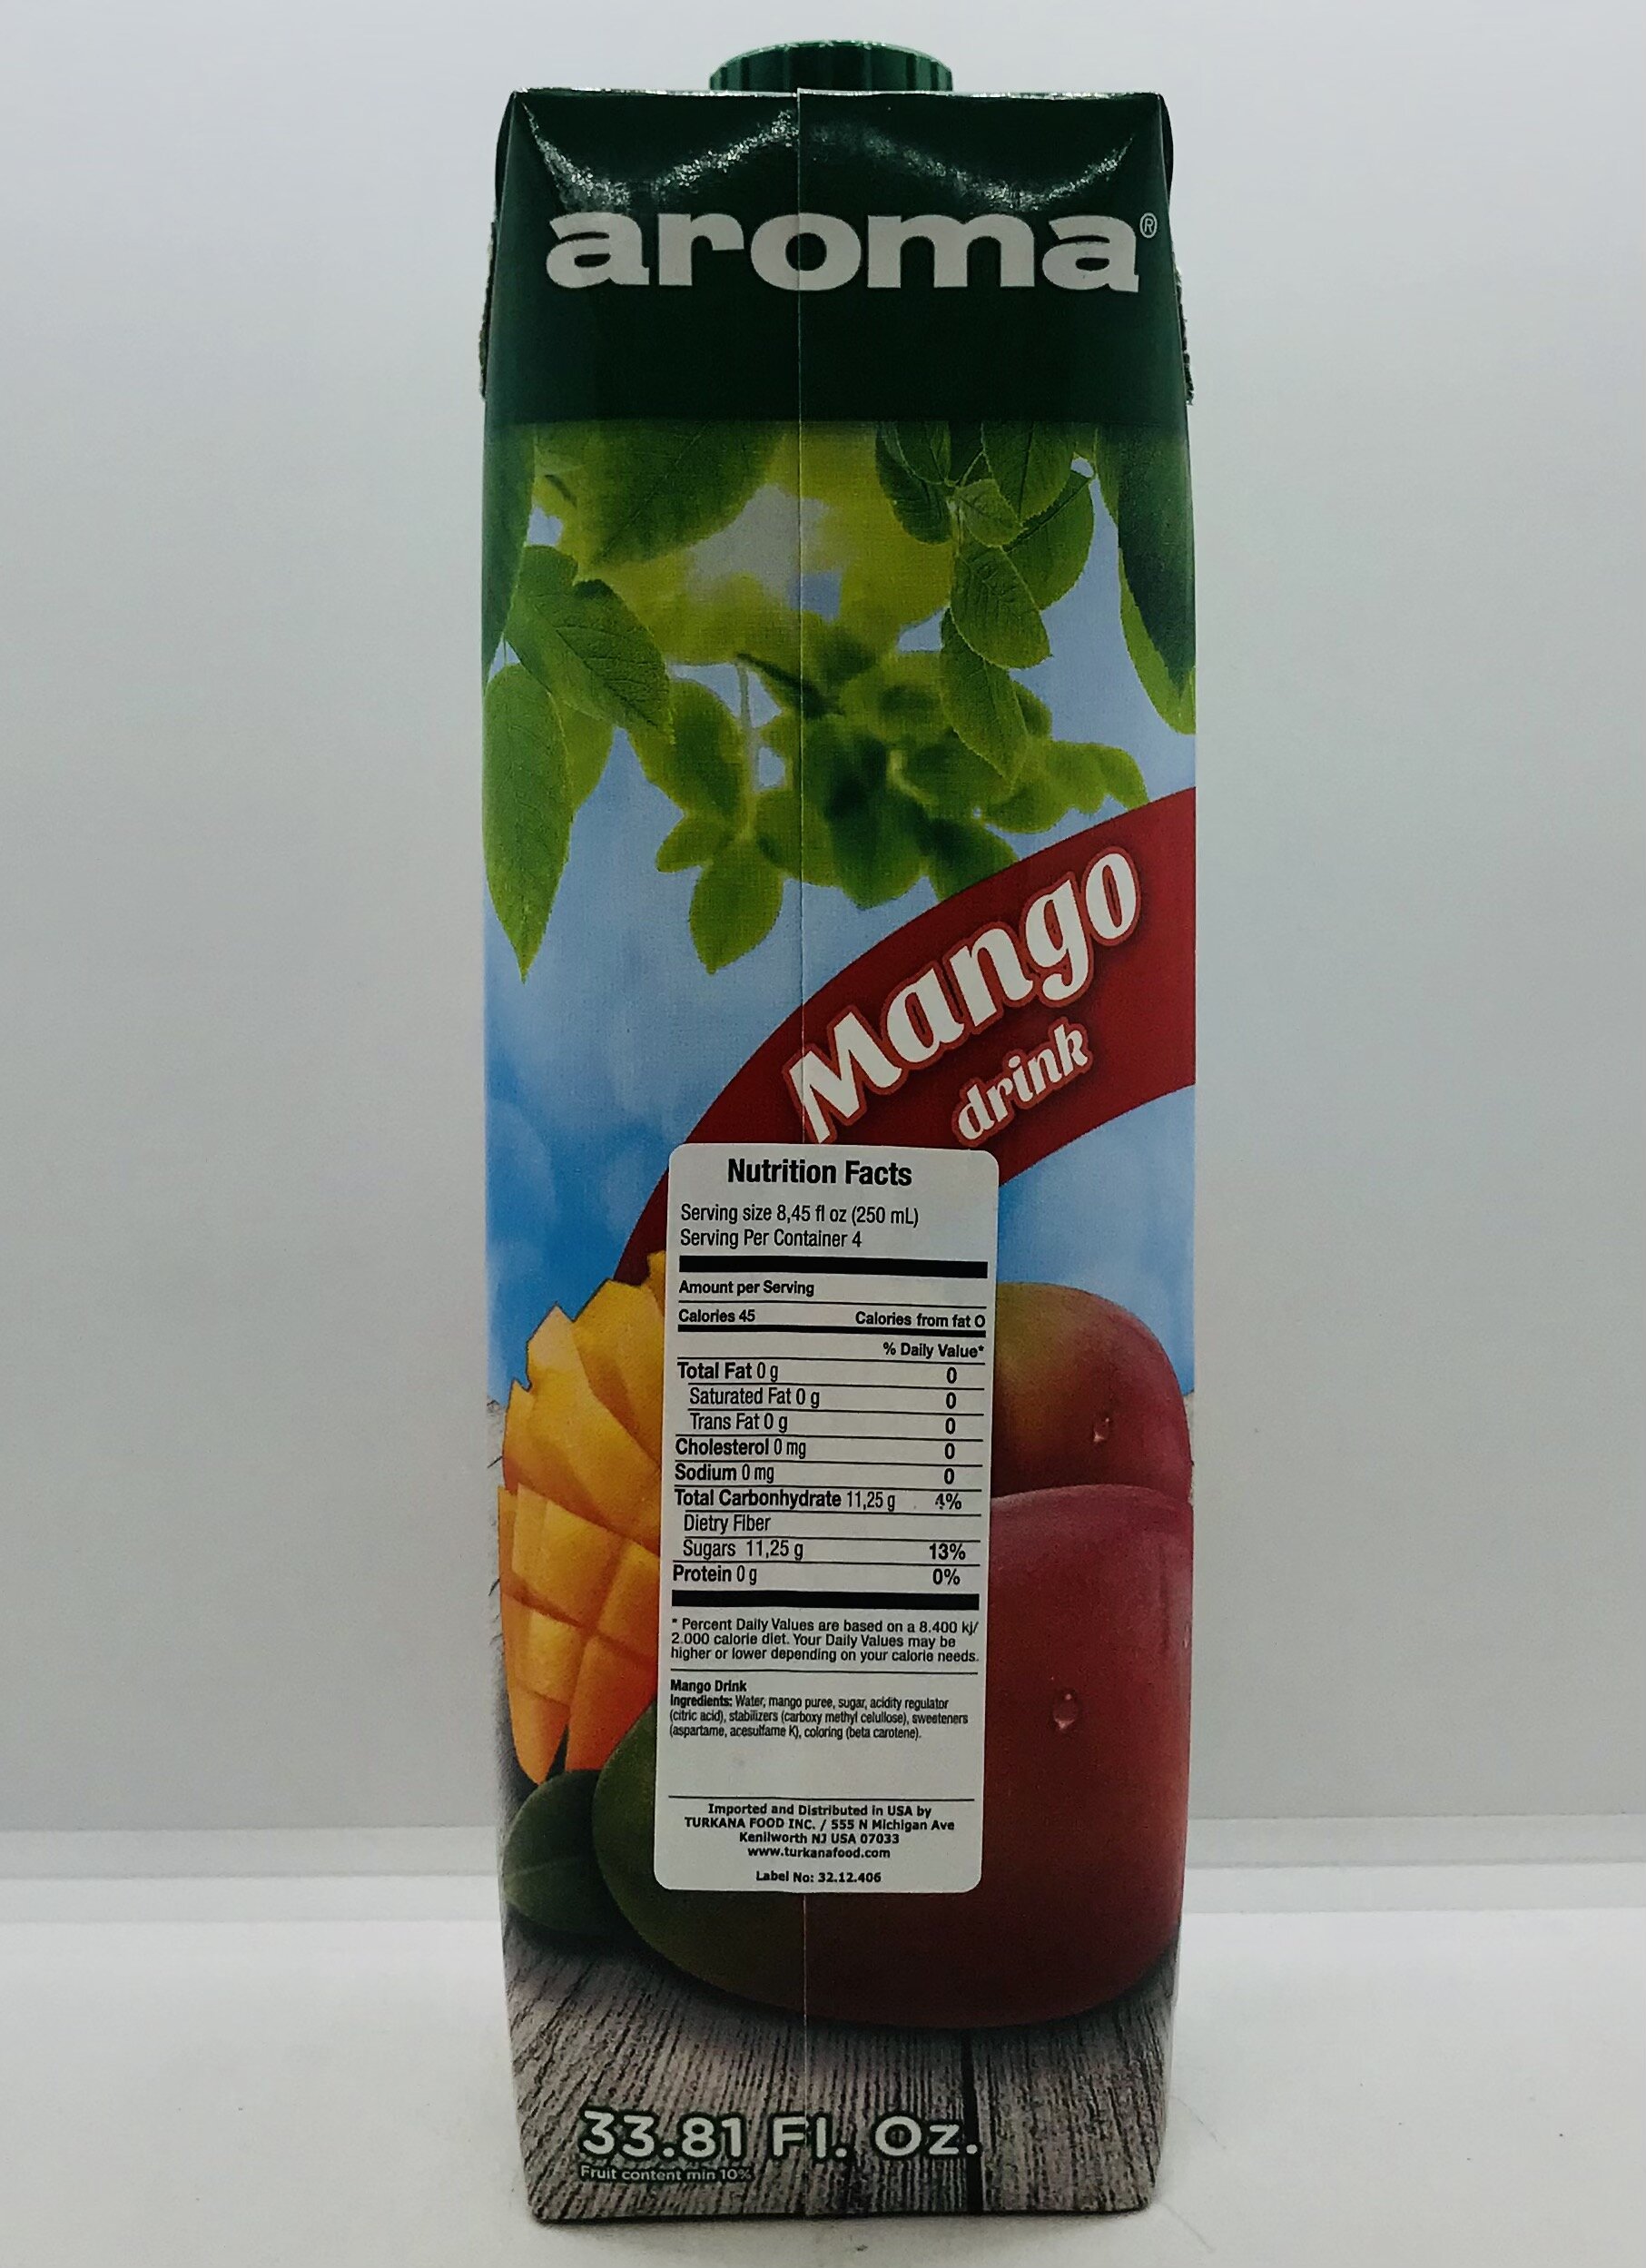 aroma®
Mango
drink
Nutrition Facts
Serving size 8,45 fl oz (250 mL)
Serving Per Container 4
Amount per Serving
Calories 45 Calories from fat O
% Daily Value*
Total Fat 0 g 0
Saturated Fat 0 g 0
Trans Fat 0 g 0
Cholesterol 0 mg 0
Sodium 0 mg 0
Total Carbonhydrate 11,25 g 4%
Dietry Fiber
Sugars 11,25 g 13%
Protein 0 g 0%
* Percent Daily Values are based on a 8.400 kj/
2.000 calorie diet. Your Daily Values may be
higher or lower depending on your calorie needs.
Mango Drink
Ingredients: Water, mango puree, sugar, acidity regulator
(citric acid), stabilizers (carboxy methyl celullose), sweeteners
(aspartame, acesulfame K), coloring (beta carotene).
Imported and Distributed in USA by
TURKANA FOOD INC. / 555 N Michigan Ave
Kenilworth NJ USA 07033
www.turkanafood.com
Label No: 32.12.406
33.81 Fl. Oz.
Fruit content min 10%